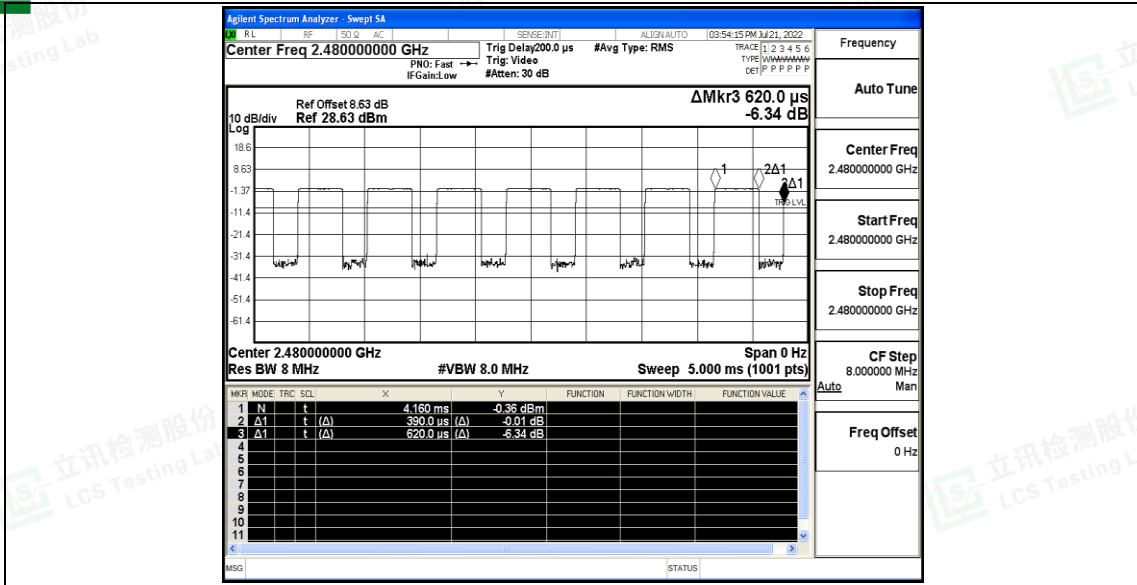 Agilent Spectrum Analyzer - Swept SA
LXI RL RF 50 Ω AC SENSE:INT ALIGNAUTO 03:54:15 PM Jul 21, 2022
Center Freq 2.480000000 GHz
Trig Delay200.0 µs #Avg Type: RMS TRACE 1 2 3 4 5 6
PNO: Fast Trig: Video TYPE
IFGain:Low #Atten: 30 dB DET P P P P P P
ΔMkr3 620.0 µs
-6.34 dB
Ref Offset 8.63 dB
10 dB/div Ref 28.63 dBm
Log
18.6
8.63
-1.37
-11.4
-21.4
-31.4
-41.4
-51.4
-61.4
1
2Δ1
3Δ1
TRIG LVL
Center 2.480000000 GHz Span 0 Hz
Res BW 8 MHz #VBW 8.0 MHz Sweep 5.000 ms (1001 pts)
MKR MODE TRC SCL X Y FUNCTION FUNCTION WIDTH FUNCTION VALUE
1 N t 4.160 ms -0.36 dBm
2 Δ1 t (Δ) 390.0 µs (Δ) -0.01 dB
3 Δ1 t (Δ) 620.0 µs (Δ) -6.34 dB
4
5
6
7
8
9
10
11
MSG STATUS
Frequency
Auto Tune
Center Freq
2.480000000 GHz
Start Freq
2.480000000 GHz
Stop Freq
2.480000000 GHz
CF Step
8.000000 MHz
Auto Man
Freq Offset
0 Hz
立讯检测股份
LCS Testing Lab
立讯检测股份
LCS Testing L